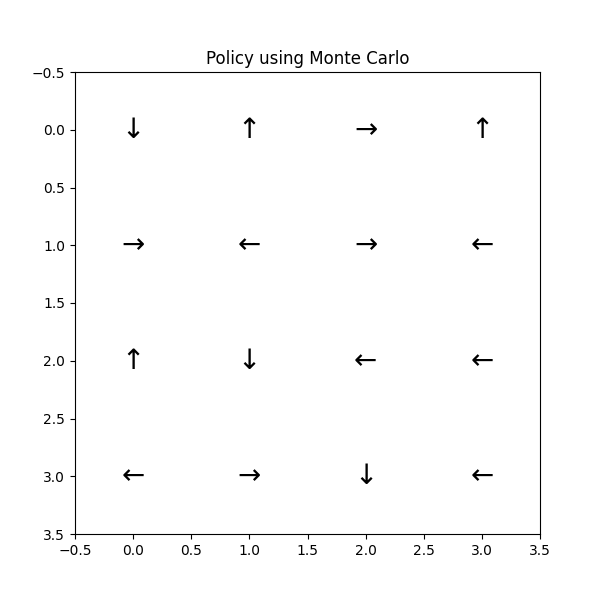 Policy using Monte Carlo
−0.5
0.0 ↓ ↑ → ↑
0.5
1.0 → ← → ←
1.5
2.0 ↑ ↓ ← ←
2.5
3.0 ← → ↓ ←
3.5
−0.5 0.0 0.5 1.0 1.5 2.0 2.5 3.0 3.5